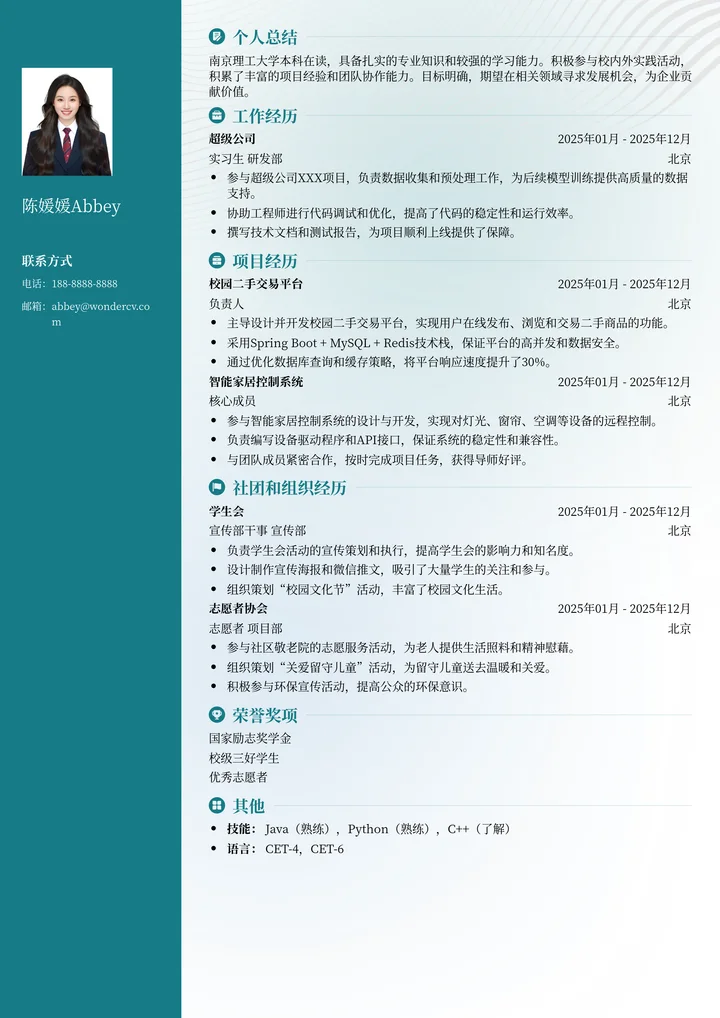 陈媛媛Abbey
联系方式
电话：188-8888-8888
邮箱：abbey@wondercv.co
m
个人总结
南京理工大学本科在读，具备扎实的专业知识和较强的学习能力。积极参与校内外实践活动，
积累了丰富的项目经验和团队协作能力。目标明确，期望在相关领域寻求发展机会，为企业贡
献价值。
工作经历
超级公司 2025年01月 - 2025年12月
实习生 研发部 北京
• 参与超级公司XXX项目，负责数据收集和预处理工作，为后续模型训练提供高质量的数据
支持。
• 协助工程师进行代码调试和优化，提高了代码的稳定性和运行效率。
• 撰写技术文档和测试报告，为项目顺利上线提供了保障。
项目经历
校园二手交易平台 2025年01月 - 2025年12月
负责人 北京
• 主导设计并开发校园二手交易平台，实现用户在线发布、浏览和交易二手商品的功能。
• 采用Spring Boot + MySQL + Redis技术栈，保证平台的高并发和数据安全。
• 通过优化数据库查询和缓存策略，将平台响应速度提升了30%。
智能家居控制系统 2025年01月 - 2025年12月
核心成员 北京
• 参与智能家居控制系统的设计与开发，实现对灯光、窗帘、空调等设备的远程控制。
• 负责编写设备驱动程序和API接口，保证系统的稳定性和兼容性。
• 与团队成员紧密合作，按时完成项目任务，获得导师好评。
社团和组织经历
学生会 2025年01月 - 2025年12月
宣传部干事 宣传部 北京
• 负责学生会活动的宣传策划和执行，提高学生会的影响力和知名度。
• 设计制作宣传海报和微信推文，吸引了大量学生的关注和参与。
• 组织策划“校园文化节”活动，丰富了校园文化生活。
志愿者协会 2025年01月 - 2025年12月
志愿者 项目部 北京
• 参与社区敬老院的志愿服务活动，为老人提供生活照料和精神慰藉。
• 组织策划“关爱留守儿童”活动，为留守儿童送去温暖和关爱。
• 积极参与环保宣传活动，提高公众的环保意识。
荣誉奖项
国家励志奖学金
校级三好学生
优秀志愿者
其他
• 技能： Java（熟练），Python（熟练），C++（了解）
• 语言： CET-4，CET-6